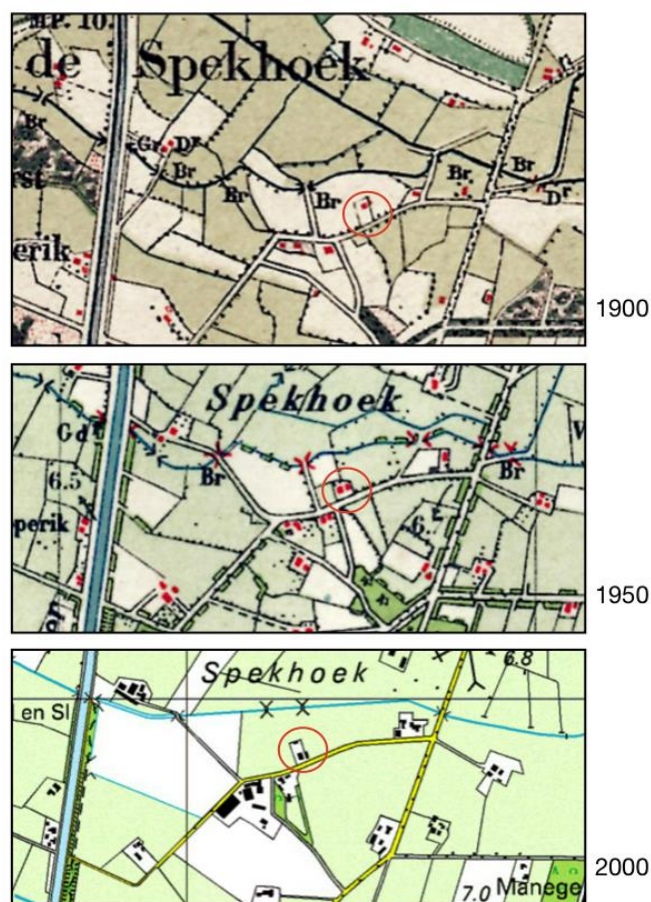 MP. 10.
de Spekhoek
Br
Gr. Dr
Br
Br
Br
Br
Br
Dr
rst
erik
1900
Spekhoek
Gd
Br
Br
6.5
perik
6.
1950
Spekhoek
6.8
en Sl
7.0 Manege
2000